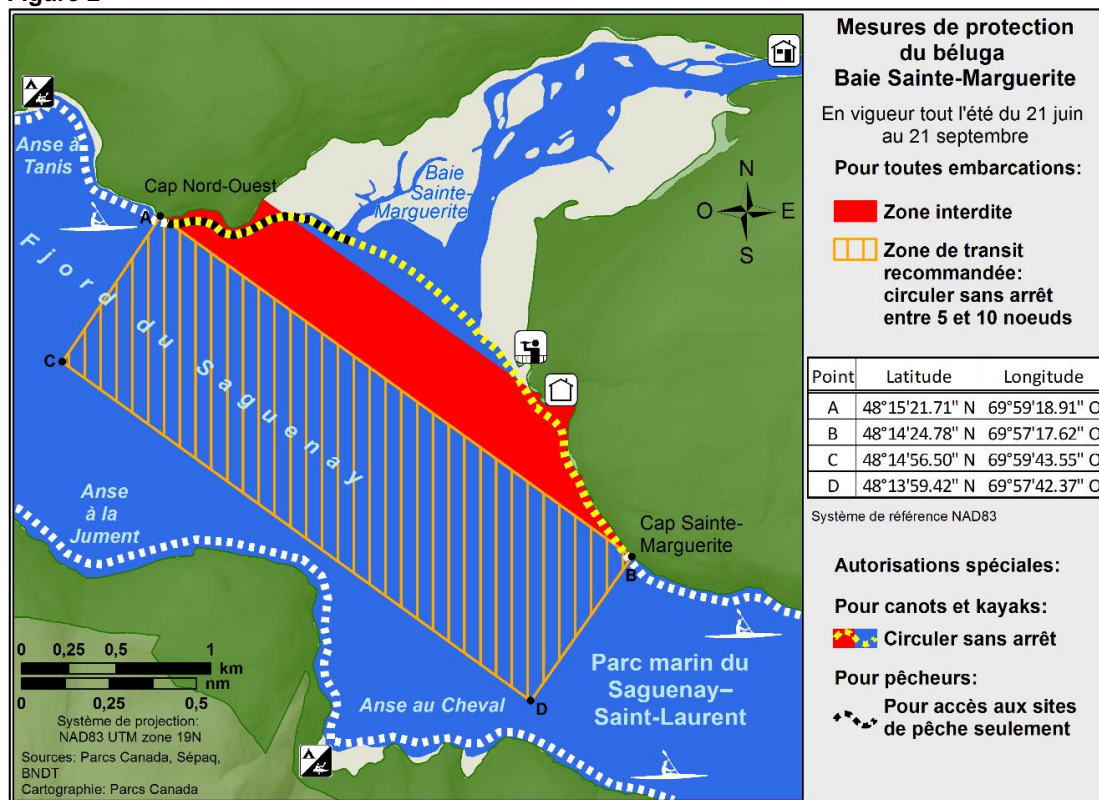 Figure 2
Anse à
Tanis
Cap Nord-Ouest
Baie
Sainte-
Marguerite
N
O
E
S
A
Fjord du Saguenay
C
Anse
à la
Jument
Cap Sainte-
Marguerite
B
D
Anse au Cheval
Parc marin du
Saguenay–
Saint-Laurent
0 0,25 0,5 1
km
nm
0 0,25 0,5
Système de projection:
NAD83 UTM zone 19N
Sources: Parcs Canada, Sépaq,
BNDT
Cartographie: Parcs Canada
Mesures de protection
du béluga
Baie Sainte-Marguerite
En vigueur tout l'été du 21 juin
au 21 septembre
Pour toutes embarcations:
Zone interdite
Zone de transit
recommandée:
circuler sans arrêt
entre 5 et 10 noeuds
Point Latitude Longitude
A 48°15'21.71" N 69°59'18.91" O
B 48°14'24.78" N 69°57'17.62" O
C 48°14'56.50" N 69°59'43.55" O
D 48°13'59.42" N 69°57'42.37" O
Système de référence NAD83
Autorisations spéciales:
Pour canots et kayaks:
Circuler sans arrêt
Pour pêcheurs:
Pour accès aux sites
de pêche seulement